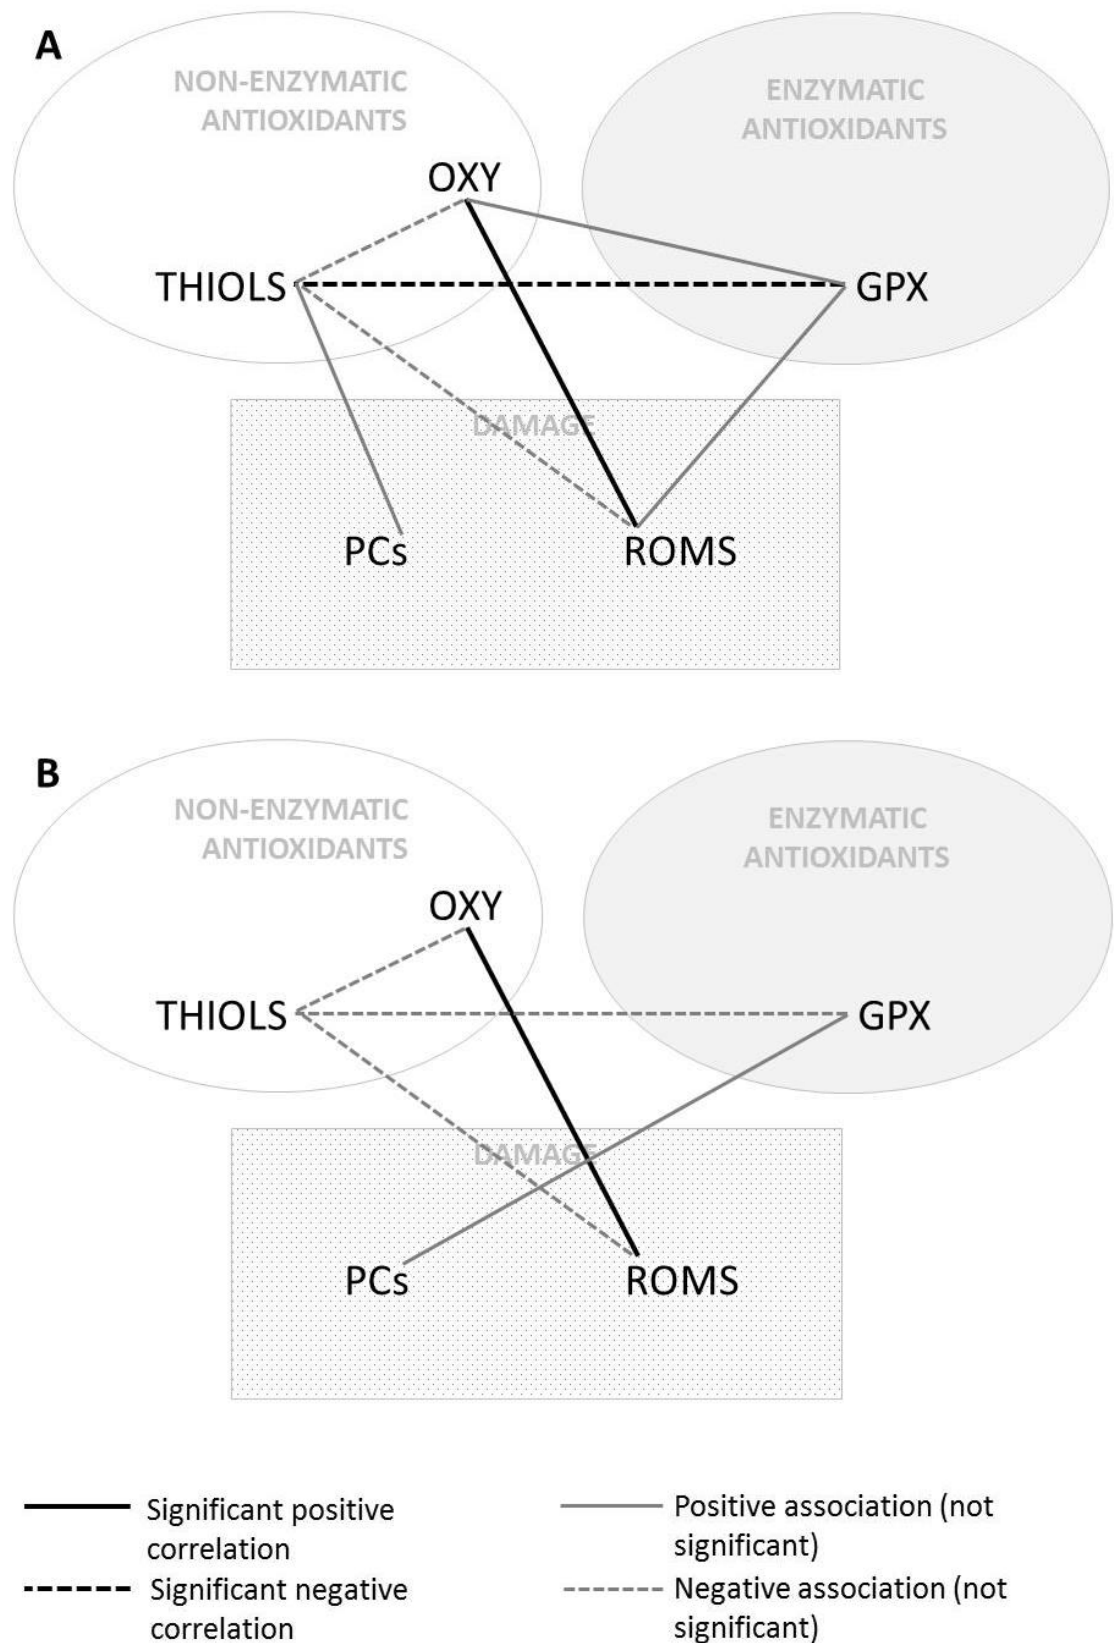 A
NON-ENZYMATIC
ANTIOXIDANTS
ENZYMATIC
ANTIOXIDANTS
OXY
THIOLS
GPX
DAMAGE
PCs
ROMS
B
NON-ENZYMATIC
ANTIOXIDANTS
ENZYMATIC
ANTIOXIDANTS
OXY
THIOLS
GPX
DAMAGE
PCs
ROMS
Significant positive
correlation
Significant negative
correlation
Positive association (not
significant)
Negative association (not
significant)